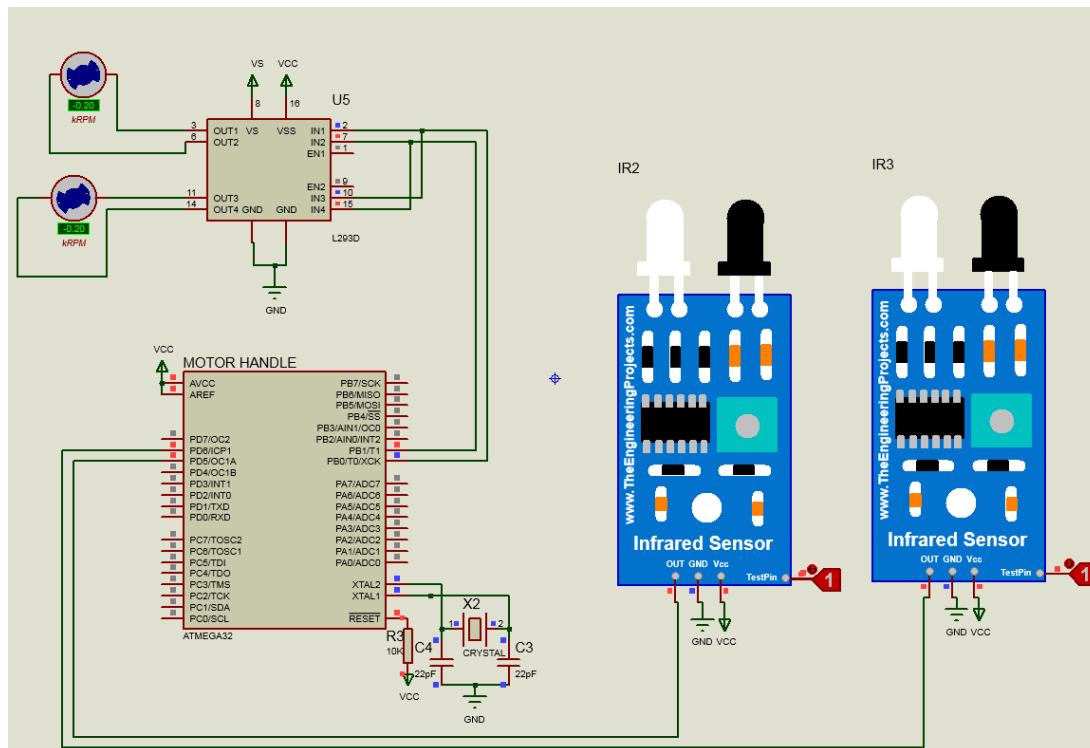 VS
VCC
8
16
U5
-0.20
kRPM
3
6
OUT1
OUT2
VS
VSS
IN1
IN2
EN1
2
7
1
11
14
OUT3
OUT4
GND
GND
EN2
IN3
IN4
9
10
15
L293D
-0.20
kRPM
GND
VCC
MOTOR HANDLE
AVCC
AREF
PD7/OC2
PD6/ICP1
PD5/OC1A
PD4/OC1B
PD3/INT1
PD2/INT0
PD1/TXD
PD0/RXD
PC7/TOSC2
PC6/TOSC1
PC5/TDI
PC4/TDO
PC3/TMS
PC2/TCK
PC1/SDA
PC0/SCL
PB7/SCK
PB6/MISO
PB5/MOSI
PB4/SS
PB3/AIN1/OC0
PB2/AIN0/INT2
PB1/T1
PB0/T0/XCK
PA7/ADC7
PA6/ADC6
PA5/ADC5
PA4/ADC4
PA3/ADC3
PA2/ADC2
PA1/ADC1
PA0/ADC0
XTAL2
XTAL1
RESET
ATMEGA32
R3
10K
VCC
C4
22pF
X2
1
2
CRYSTAL
C3
22pF
GND
IR2
www.TheEngineeringProjects.com
Infrared Sensor
OUT GND Vcc
TestPin
1
GND
VCC
IR3
www.TheEngineeringProjects.com
Infrared Sensor
OUT GND Vcc
TestPin
1
GND VCC